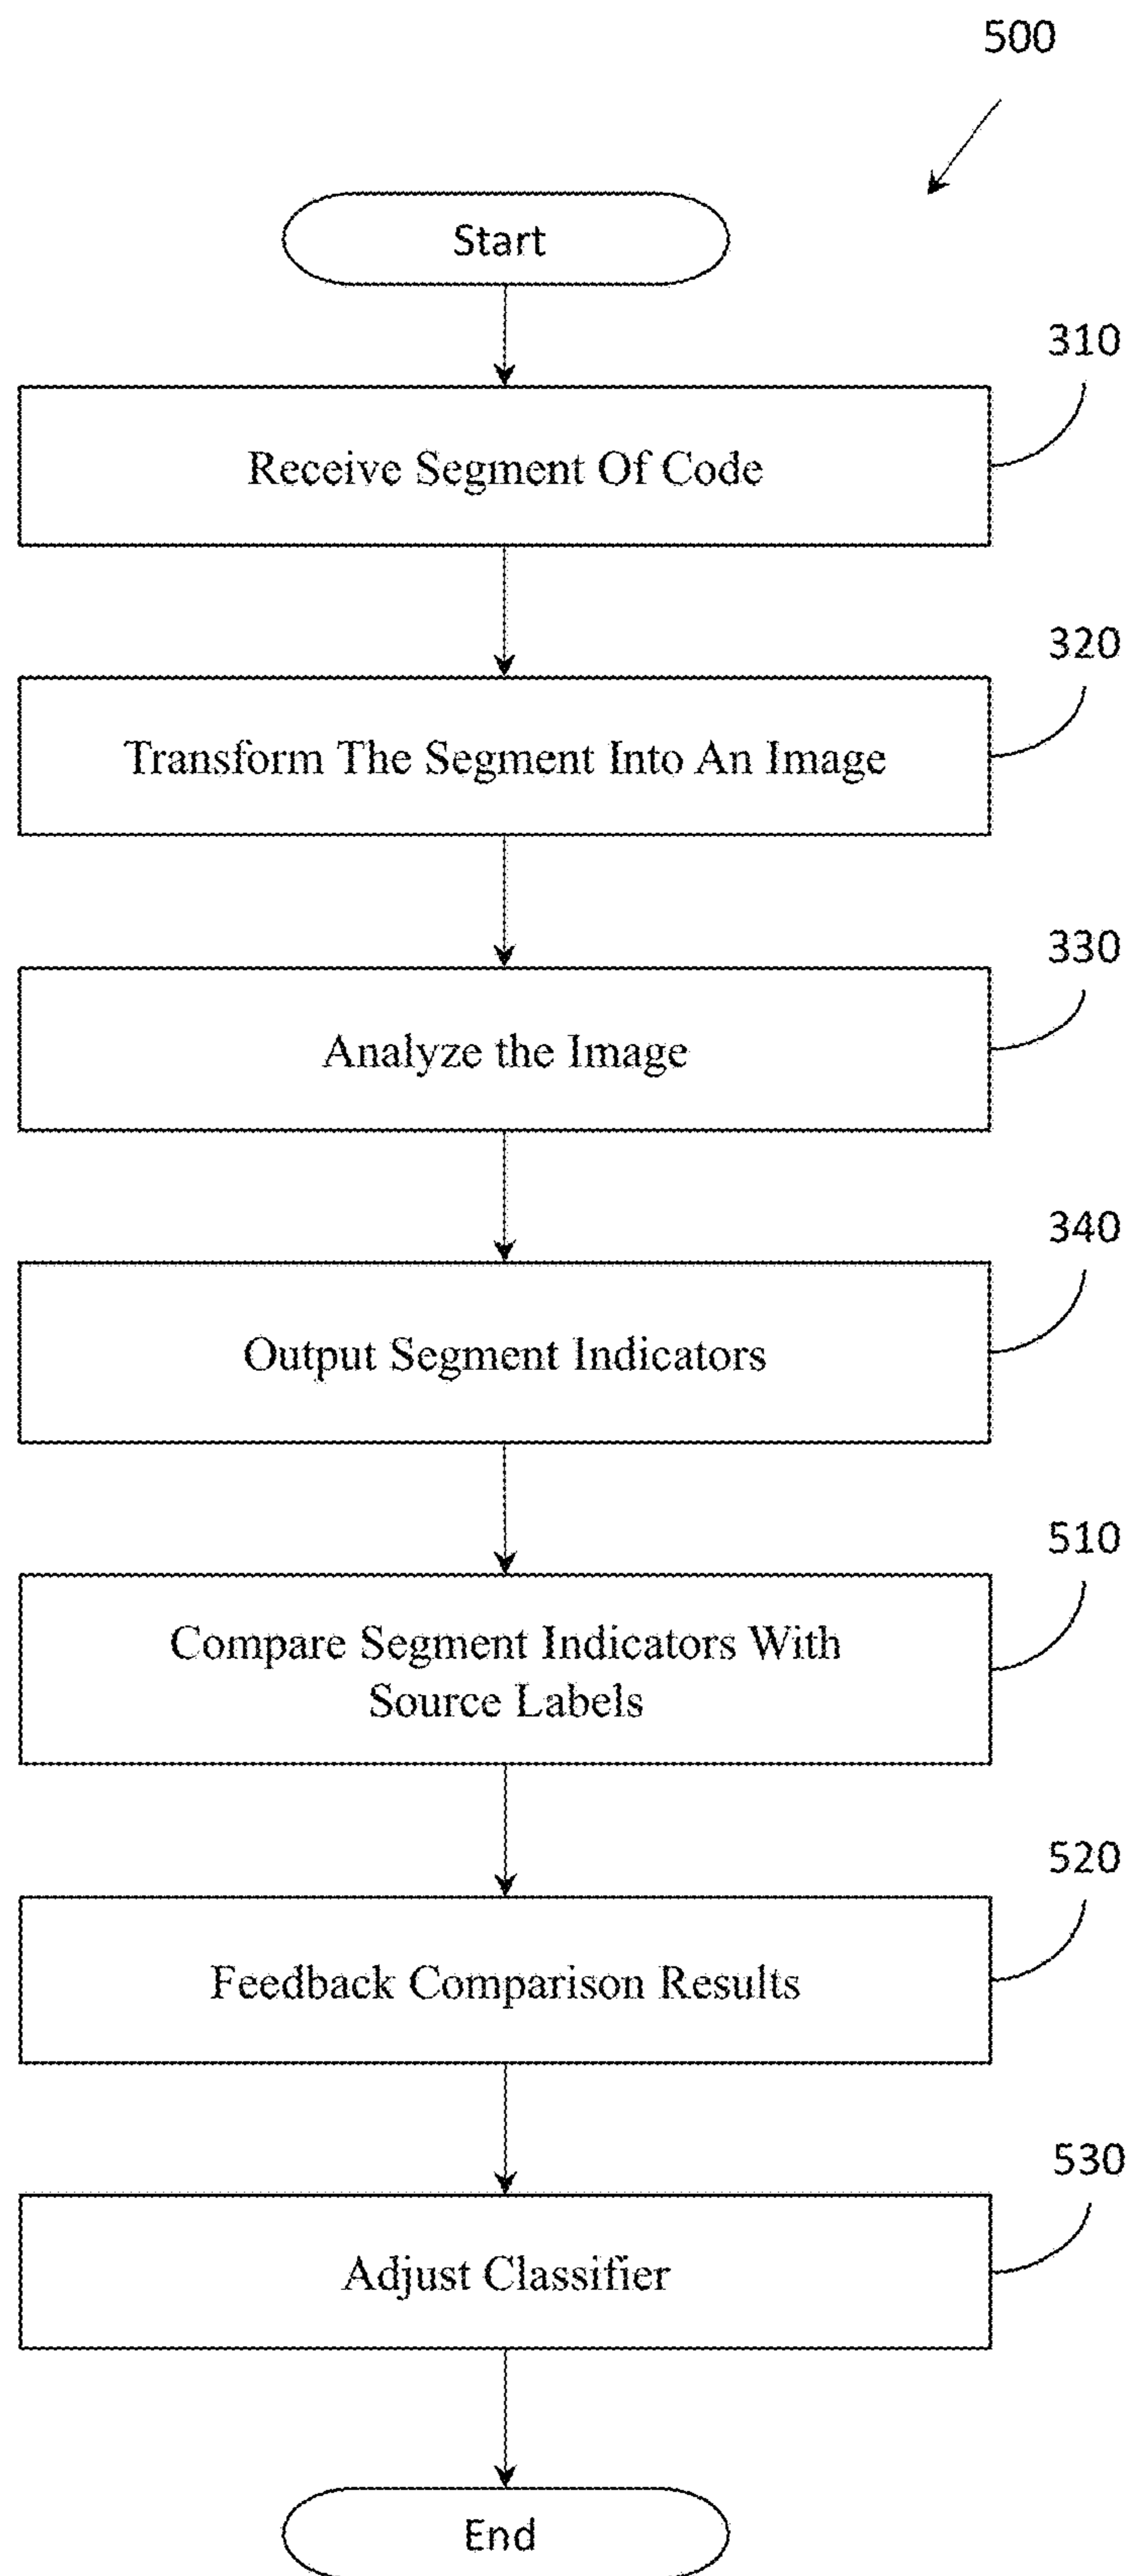 500
Start
310
Receive Segment Of Code
320
Transform The Segment Into An Image
330
Analyze the Image
340
Output Segment Indicators
510
Compare Segment Indicators With
Source Labels
520
Feedback Comparison Results
530
Adjust Classifier
End